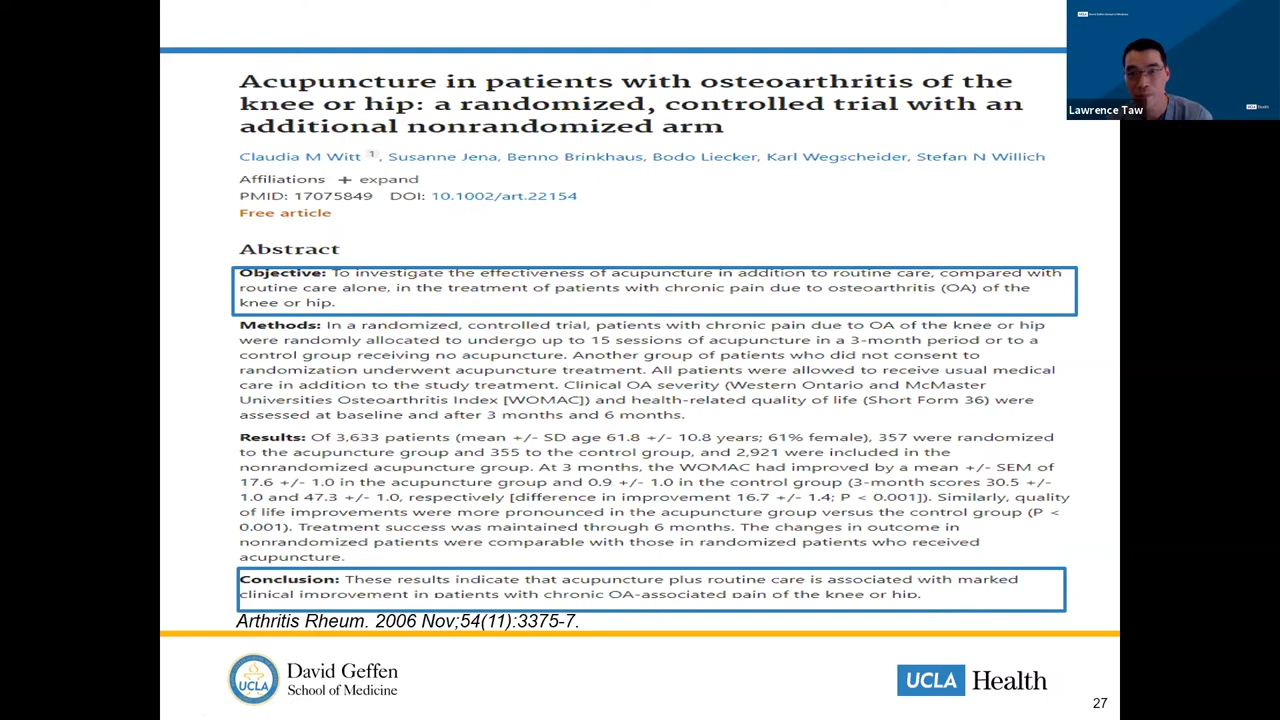 Acupuncture in patients with osteoarthritis of the
knee or hip: a randomized, controlled trial with an
additional nonrandomized arm
Claudia M Witt 1, Susanne Jena, Benno Brinkhaus, Bodo Liecker, Karl Wegscheider, Stefan N Willich
Affiliations + expand
PMID: 17075849 DOI: 10.1002/art.22154
Free article
Abstract
Objective: To investigate the effectiveness of acupuncture in addition to routine care, compared with
routine care alone, in the treatment of patients with chronic pain due to osteoarthritis (OA) of the
knee or hip.
Methods: In a randomized, controlled trial, patients with chronic pain due to OA of the knee or hip
were randomly allocated to undergo up to 15 sessions of acupuncture in a 3-month period or to a
control group receiving no acupuncture. Another group of patients who did not consent to
randomization underwent acupuncture treatment. All patients were allowed to receive usual medical
care in addition to the study treatment. Clinical OA severity (Western Ontario and McMaster
Universities Osteoarthritis Index [WOMAC]) and health-related quality of life (Short Form 36) were
assessed at baseline and after 3 months and 6 months.
Results: Of 3,633 patients (mean +/- SD age 61.8 +/- 10.8 years; 61% female), 357 were randomized
to the acupuncture group and 355 to the control group, and 2,921 were included in the
nonrandomized acupuncture group. At 3 months, the WOMAC had improved by a mean +/- SEM of
17.6 +/- 1.0 in the acupuncture group and 0.9 +/- 1.0 in the control group (3-month scores 30.5 +/-
1.0 and 47.3 +/- 1.0, respectively [difference in improvement 16.7 +/- 1.4; P < 0.001]). Similarly, quality
of life improvements were more pronounced in the acupuncture group versus the control group (P <
0.001). Treatment success was maintained through 6 months. The changes in outcome in
nonrandomized patients were comparable with those in randomized patients who received
acupuncture.
Conclusion: These results indicate that acupuncture plus routine care is associated with marked
clinical improvement in patients with chronic OA-associated pain of the knee or hip.
Arthritis Rheum. 2006 Nov;54(11):3375-7.
UCLA
David Geffen
School of Medicine
UCLA Health
27
Lawrence Taw